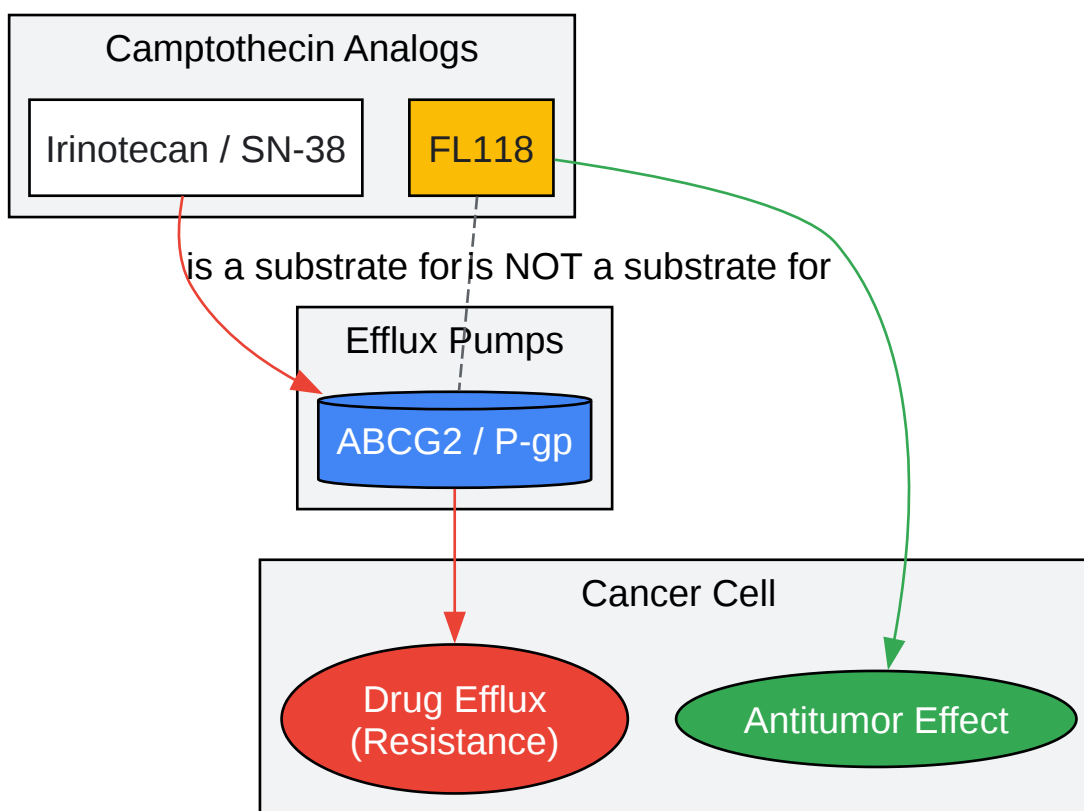 Camptothecin Analogs
Irinotecan / SN-38
FL118
is a substrate for
is NOT a substrate for
Efflux Pumps
ABCG2 / P-gp
Cancer Cell
Drug Efflux
(Resistance)
Antitumor Effect